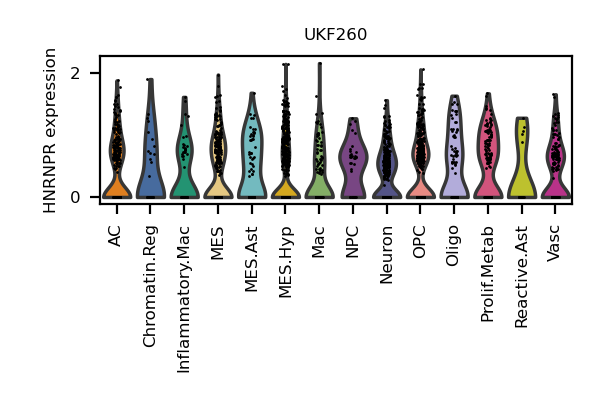 UKF260
HNRNPR expression
2
0
AC
Chromatin.Reg
Inflammatory.Mac
MES
MES.Ast
MES.Hyp
Mac
NPC
Neuron
OPC
Oligo
Prolif.Metab
Reactive.Ast
Vasc